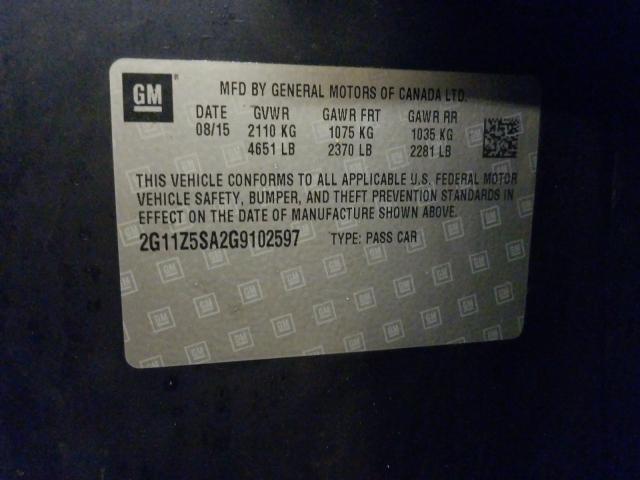 GM
MFD BY GENERAL MOTORS OF CANADA LTD.
DATE GVWR GAWR FRT GAWR RR
08/15 2110 KG 1075 KG 1035 KG
4651 LB 2370 LB 2281 LB
THIS VEHICLE CONFORMS TO ALL APPLICABLE U.S. FEDERAL MOTOR
VEHICLE SAFETY, BUMPER, AND THEFT PREVENTION STANDARDS IN
EFFECT ON THE DATE OF MANUFACTURE SHOWN ABOVE.
2G11Z5SA2G9102597 TYPE: PASS CAR